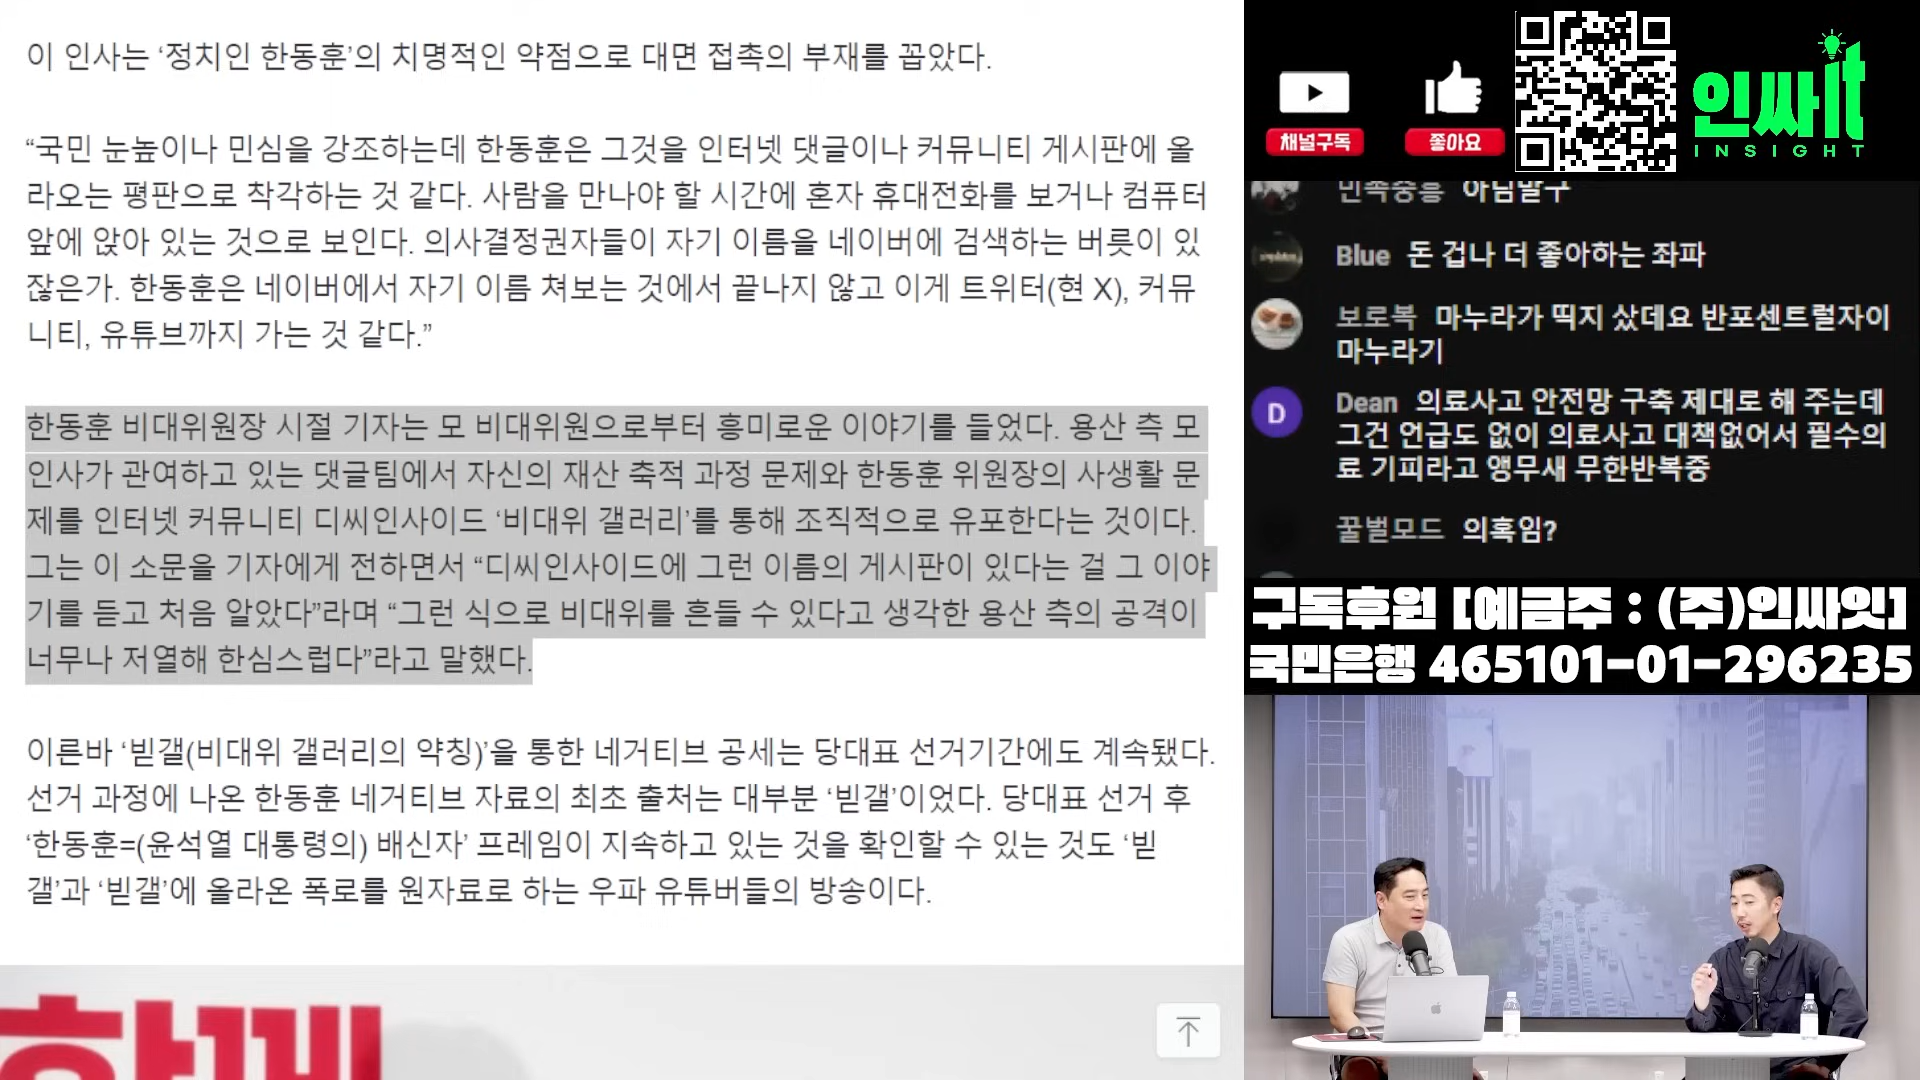 이 인사는 ‘정치인 한동훈’의 치명적인 약점으로 대면 접촉의 부재를 꼽았다.
“국민 눈높이나 민심을 강조하는데 한동훈은 그것을 인터넷 댓글이나 커뮤니티 게시판에 올
라오는 평판으로 착각하는 것 같다. 사람을 만나야 할 시간에 혼자 휴대전화를 보거나 컴퓨터
앞에 앉아 있는 것으로 보인다. 의사결정권자들이 자기 이름을 네이버에 검색하는 버릇이 있
잖은가. 한동훈은 네이버에서 자기 이름 쳐보는 것에서 끝나지 않고 이게 트위터(현 X), 커뮤
니티, 유튜브까지 가는 것 같다.”
한동훈 비대위원장 시절 기자는 모 비대위원으로부터 흥미로운 이야기를 들었다. 용산 측 모
인사가 관여하고 있는 댓글팀에서 자신의 재산 축적 과정 문제와 한동훈 위원장의 사생활 문
제를 인터넷 커뮤니티 디씨인사이드 ‘비대위 갤러리’를 통해 조직적으로 유포한다는 것이다.
그는 이 소문을 기자에게 전하면서 “디씨인사이드에 그런 이름의 게시판이 있다는 걸 그 이야
기를 듣고 처음 알았다”라며 “그런 식으로 비대위를 흔들 수 있다고 생각한 용산 측의 공격이
너무나 저열해 한심스럽다”라고 말했다.
이른바 ‘빋갤(비대위 갤러리의 약칭)’을 통한 네거티브 공세는 당대표 선거기간에도 계속됐다.
선거 과정에 나온 한동훈 네거티브 자료의 최초 출처는 대부분 ‘빋갤’이었다. 당대표 선거 후
‘한동훈=(윤석열 대통령의) 배신자’ 프레임이 지속하고 있는 것을 확인할 수 있는 것도 ‘빋
갤’과 ‘빋갤’에 올라온 폭로를 원자료로 하는 우파 유튜버들의 방송이다.
함께
채널구독
좋아요
인싸it
INSIGHT
민족중흥 아님말구
Blue 돈 겁나 더 좋아하는 좌파
보로복 마누라가 띡지 샀데요 반포센트럴자이
마누라기
D
Dean 의료사고 안전망 구축 제대로 해 주는데
그건 언급도 없이 의료사고 대책없어서 필수의
료 기피라고 앵무새 무한반복중
꿀벌모드 의혹임?
구독후원 [예금주 : (주)인싸잇]
국민은행 465101-01-296235